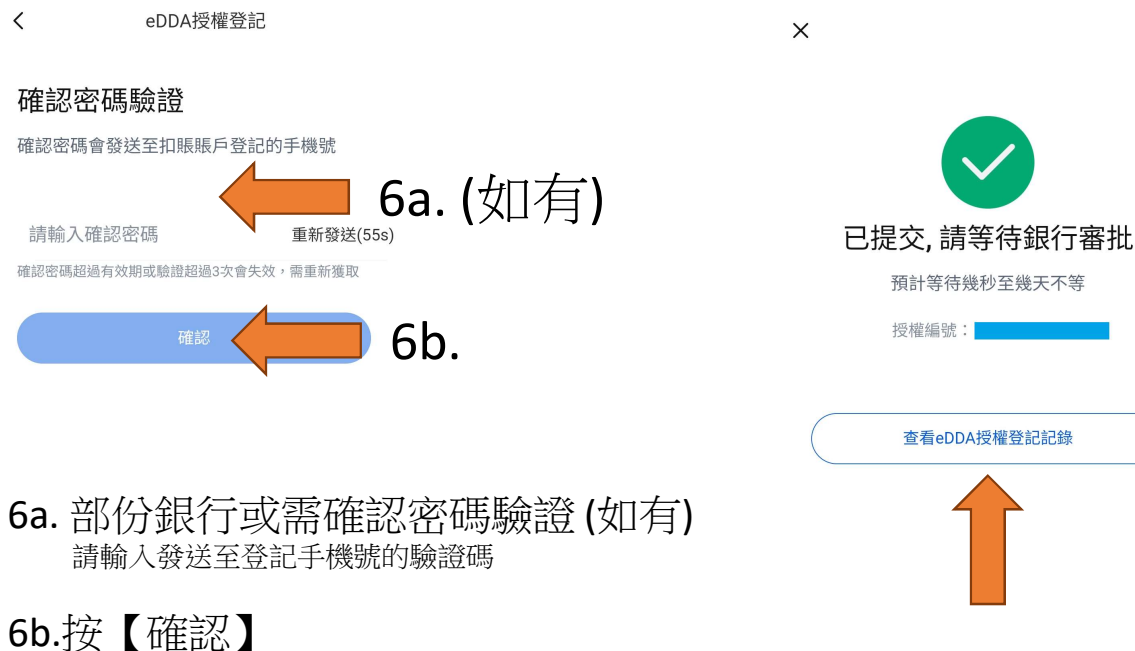 eDDA授權登記
確認密碼驗證
確認密碼會發送至扣賬賬戶登記的手機號
6a. (如有)
請輸入確認密碼 重新發送(55s)
確認密碼超過有效期或驗證超過3次會失效，需重新獲取
確認
6b.
6a. 部份銀行或需確認密碼驗證 (如有)
請輸入發送至登記手機號的驗證碼
6b.按【確認】
已提交, 請等待銀行審批
預計等待幾秒至幾天不等
授權編號：
查看eDDA授權登記記錄